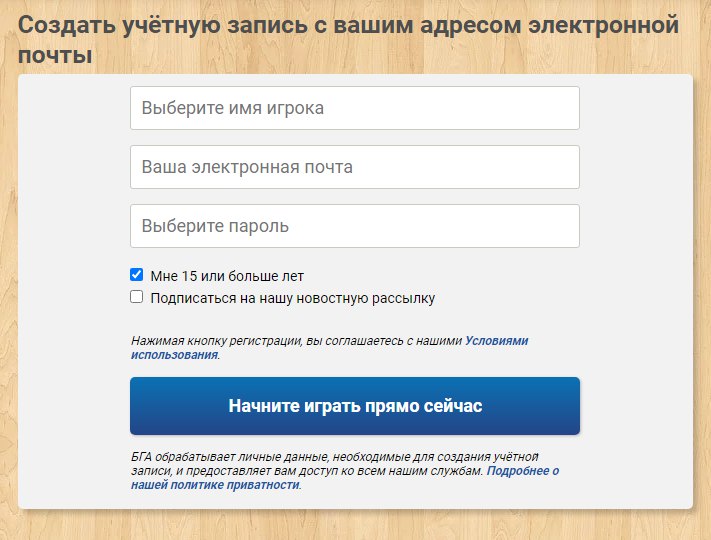 Создать учётную запись с вашим адресом электронной
почты
Выберите имя игрока
Ваша электронная почта
Выберите пароль
Мне 15 или больше лет
Подписаться на нашу новостную рассылку
Нажимая кнопку регистрации, вы соглашаетесь с нашими Условиями
использования.
Начните играть прямо сейчас
БГА обрабатывает личные данные, необходимые для создания учётной
записи, и предоставляет вам доступ ко всем нашим службам. Подробнее о
нашей политике приватности.